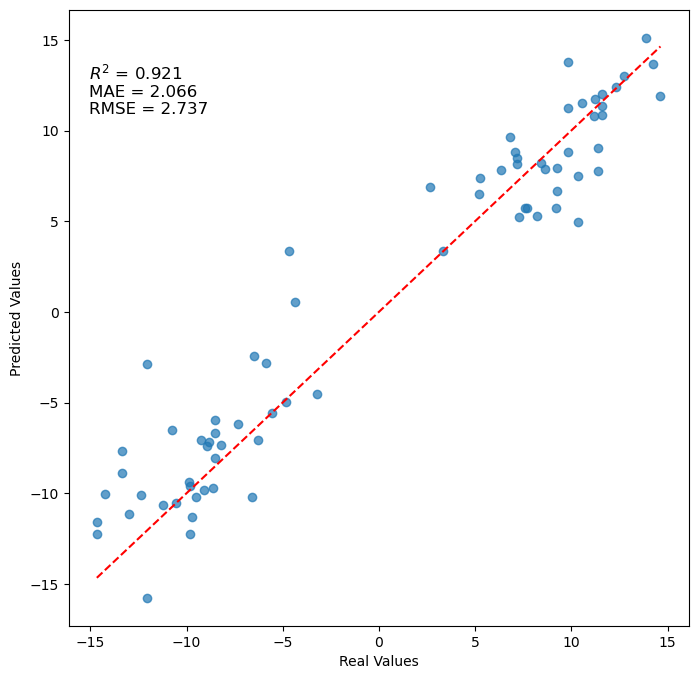 15
10
5
0
−5
−10
−15
Predicted Values
R² = 0.921
MAE = 2.066
RMSE = 2.737
−15 −10 −5 0 5 10 15
Real Values